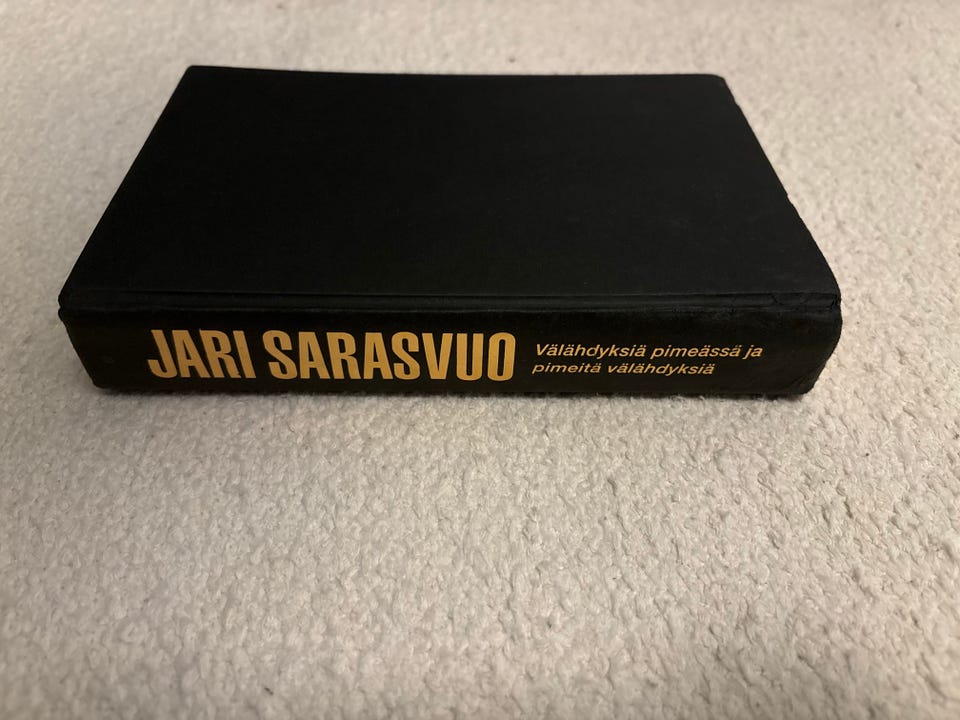 JARI SARASVUO
Välähdyksiä pimeässä ja
pimeitä välähdyksiä